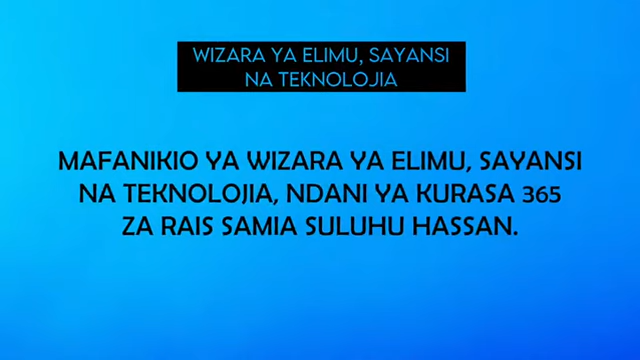 WIZARA YA ELIMU, SAYANSI
NA TEKNOLOJIA
MAFANIKIO YA WIZARA YA ELIMU, SAYANSI
NA TEKNOLOJIA, NDANI YA KURASA 365
ZA RAIS SAMIA SULUHU HASSAN.